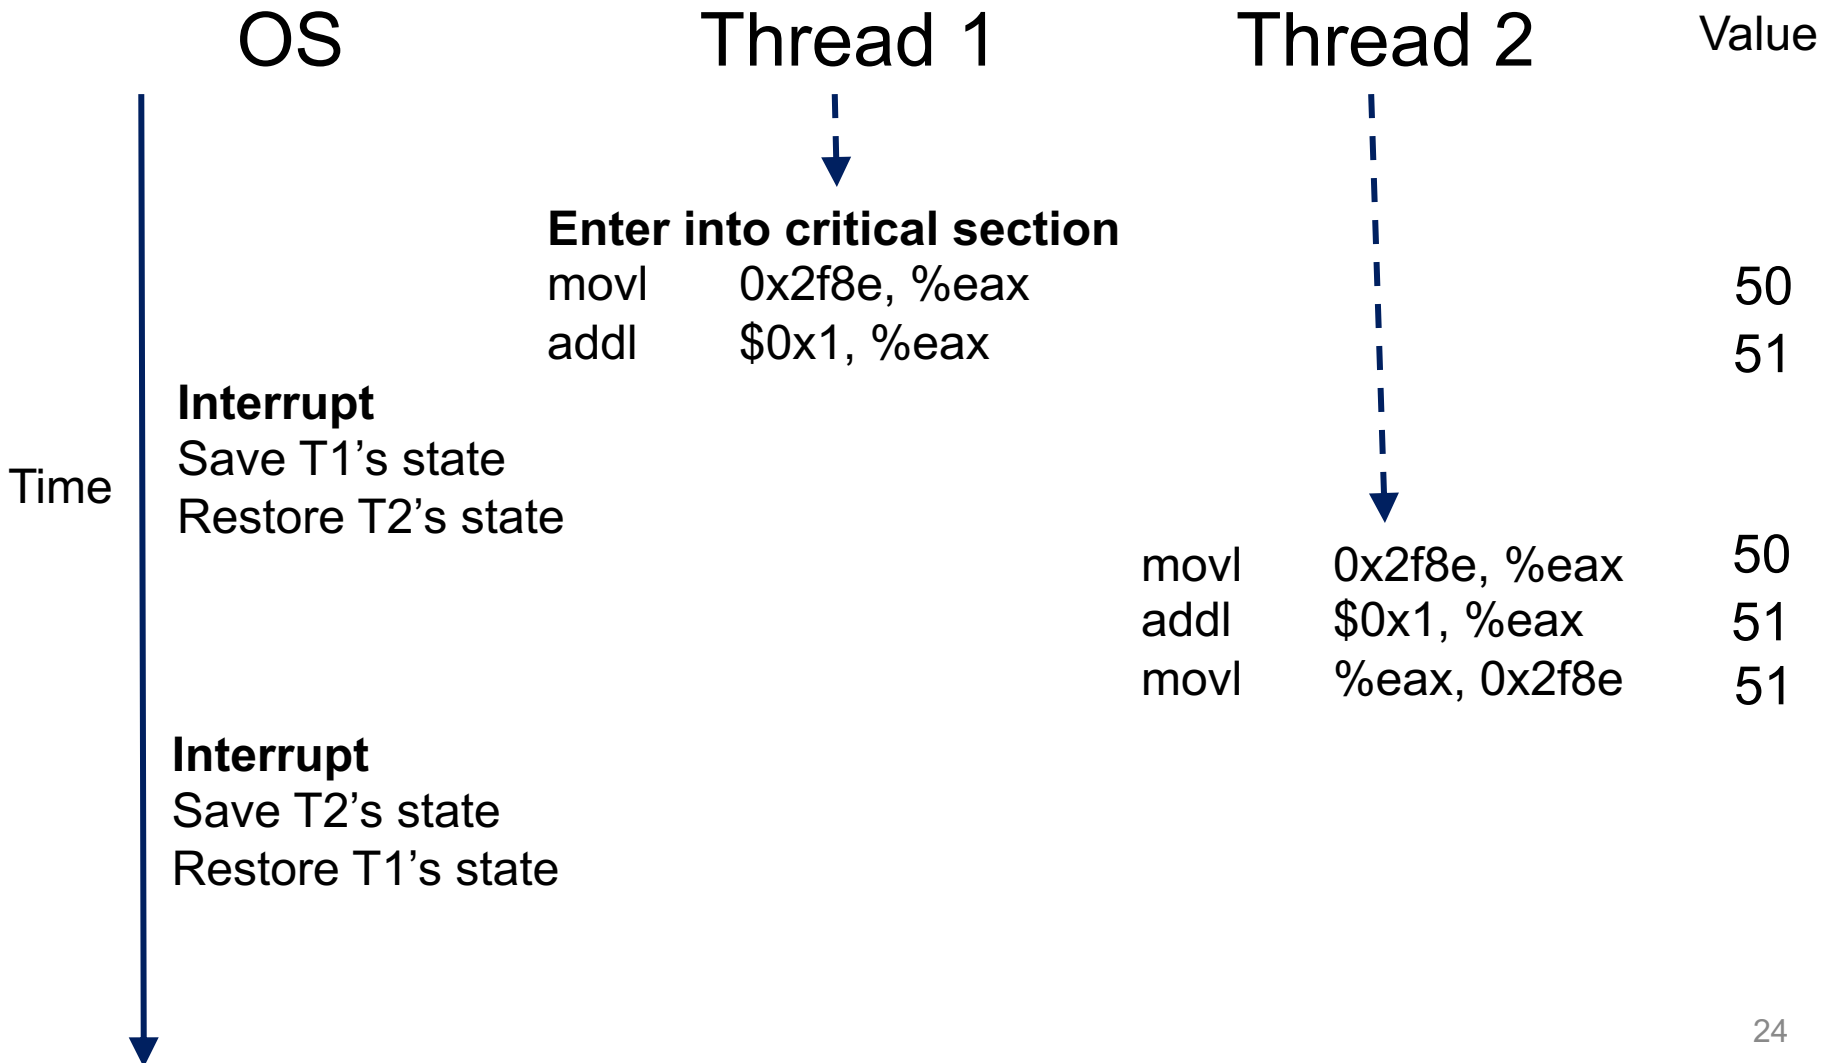 OS Thread 1 Thread 2 Value
Enter into critical section
movl 0x2f8e, %eax 50
addl $0x1, %eax 51
Interrupt
Save T1’s state
Time
Restore T2’s state
movl 0x2f8e, %eax 50
addl $0x1, %eax 51
movl %eax, 0x2f8e 51
Interrupt
Save T2’s state
Restore T1’s state
24